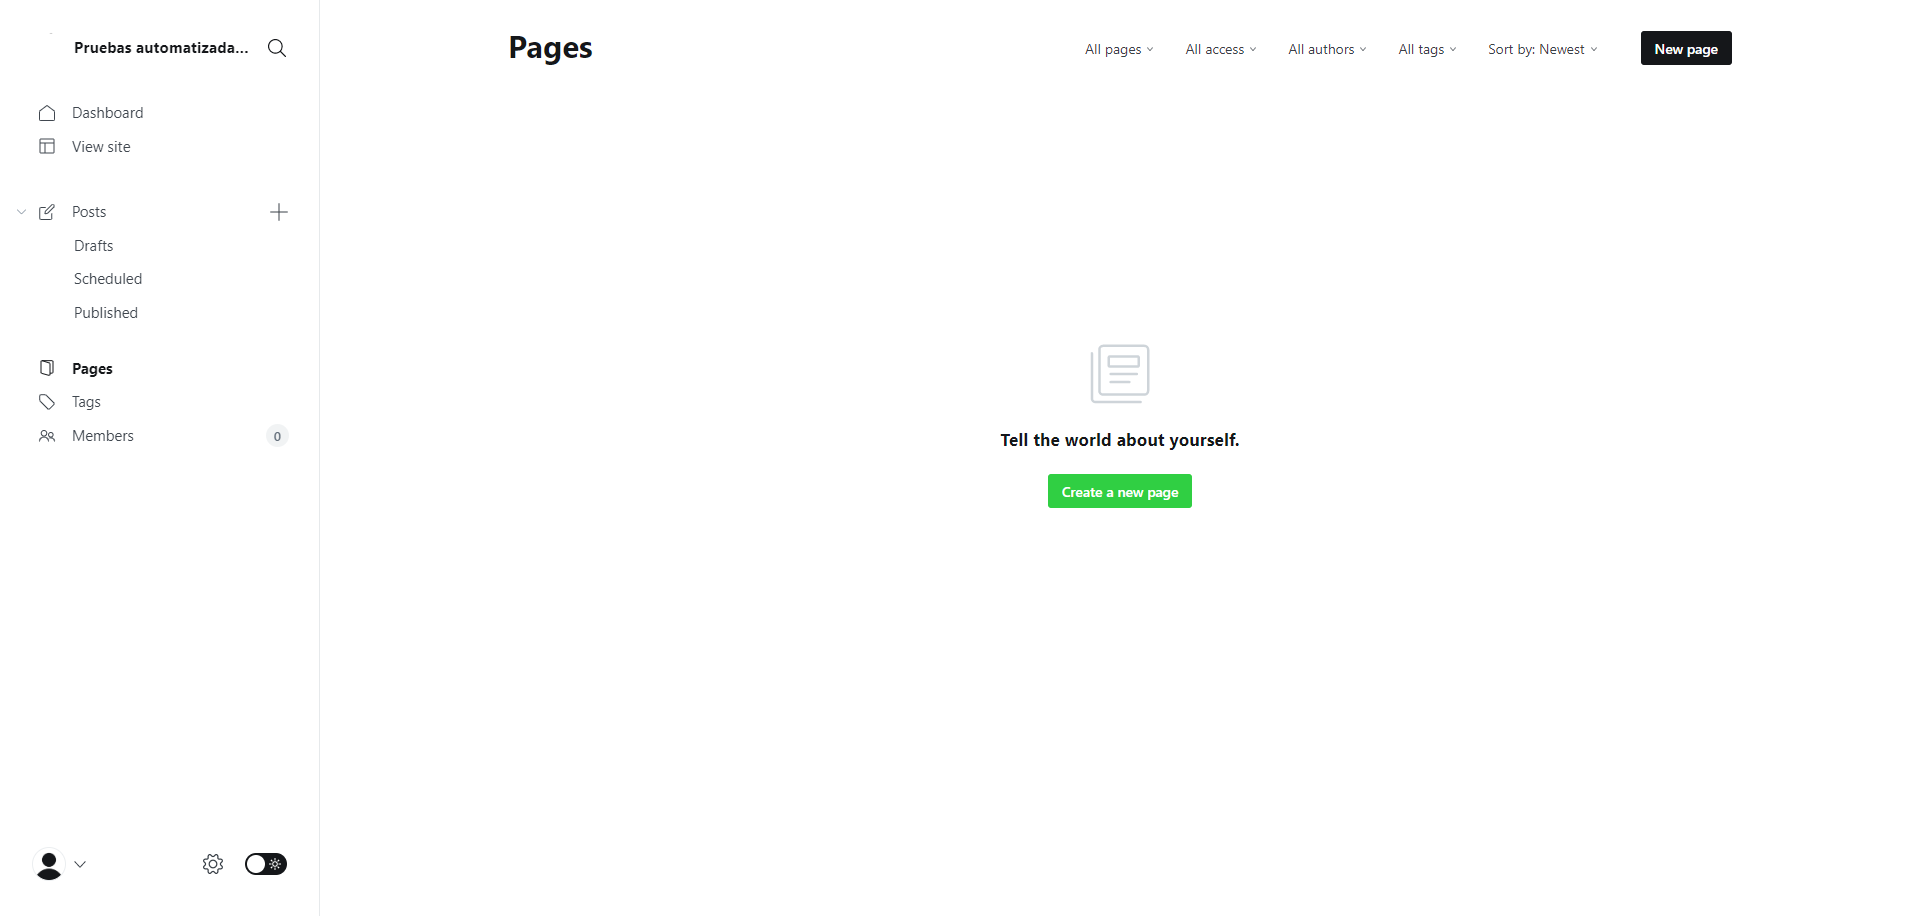 Pruebas automatizada...
Dashboard
View site
Posts
Drafts
Scheduled
Published
Pages
Tags
Members
0
Pages
All pages
All access
All authors
All tags
Sort by: Newest
New page
Tell the world about yourself.
Create a new page